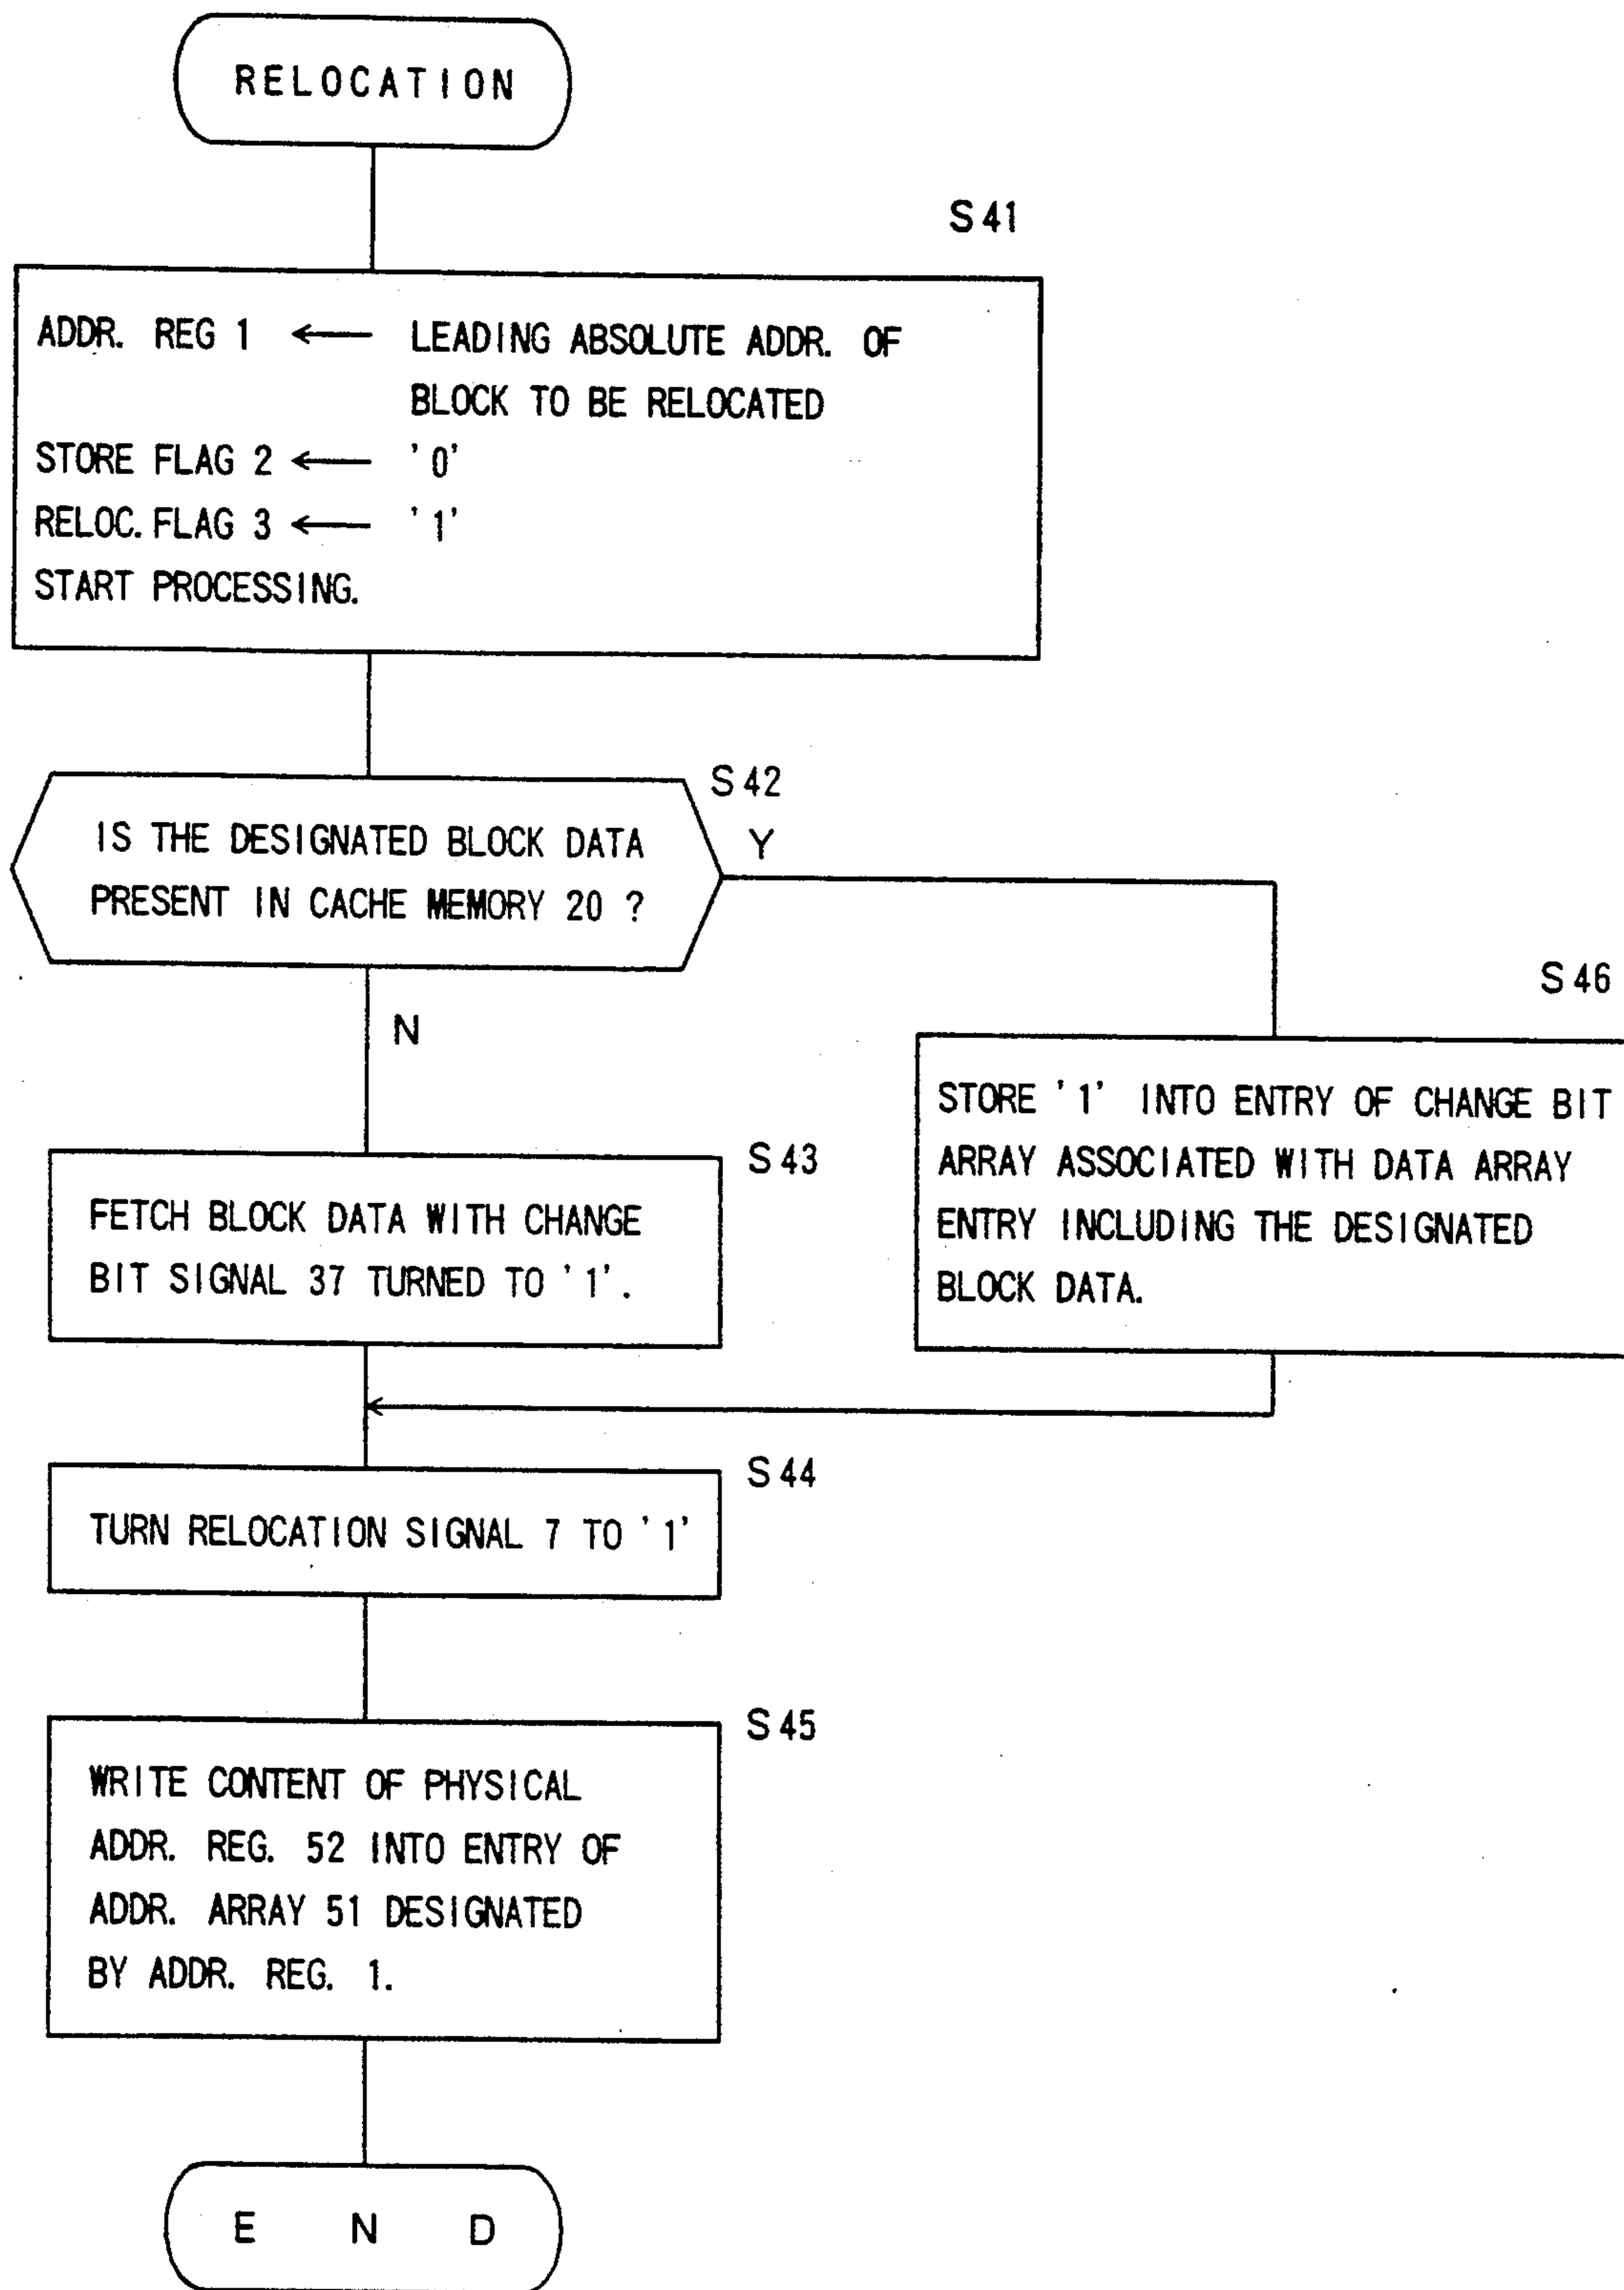 RELOCATION
S41
ADDR. REG 1 ← LEADING ABSOLUTE ADDR. OF
BLOCK TO BE RELOCATED
STORE FLAG 2 ← '0'
RELOC. FLAG 3 ← '1'
START PROCESSING.
S42
IS THE DESIGNATED BLOCK DATA
PRESENT IN CACHE MEMORY 20 ?
Y
N
S46
STORE '1' INTO ENTRY OF CHANGE BIT
ARRAY ASSOCIATED WITH DATA ARRAY
ENTRY INCLUDING THE DESIGNATED
BLOCK DATA.
S43
FETCH BLOCK DATA WITH CHANGE
BIT SIGNAL 37 TURNED TO '1'.
S44
TURN RELOCATION SIGNAL 7 TO '1'
S45
WRITE CONTENT OF PHYSICAL
ADDR. REG. 52 INTO ENTRY OF
ADDR. ARRAY 51 DESIGNATED
BY ADDR. REG. 1.
END